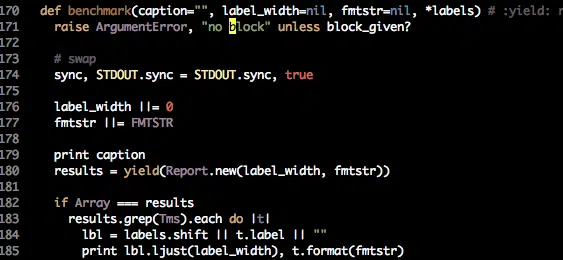 170 def benchmark(caption="", label_width=nil, fmtstr=nil, *labels) # :yield:
171 raise ArgumentError, "no block" unless block_given?
172
173 # swap
174 sync, STDOUT.sync = STDOUT.sync, true
175
176 label_width ||= 0
177 fmtstr ||= FMTSTR
178
179 print caption
180 results = yield(Report.new(label_width, fmtstr))
181
182 if Array === results
183 results.grep(Tms).each do |t|
184 lbl = labels.shift || t.label || ""
185 print lbl.ljust(label_width), t.format(fmtstr)